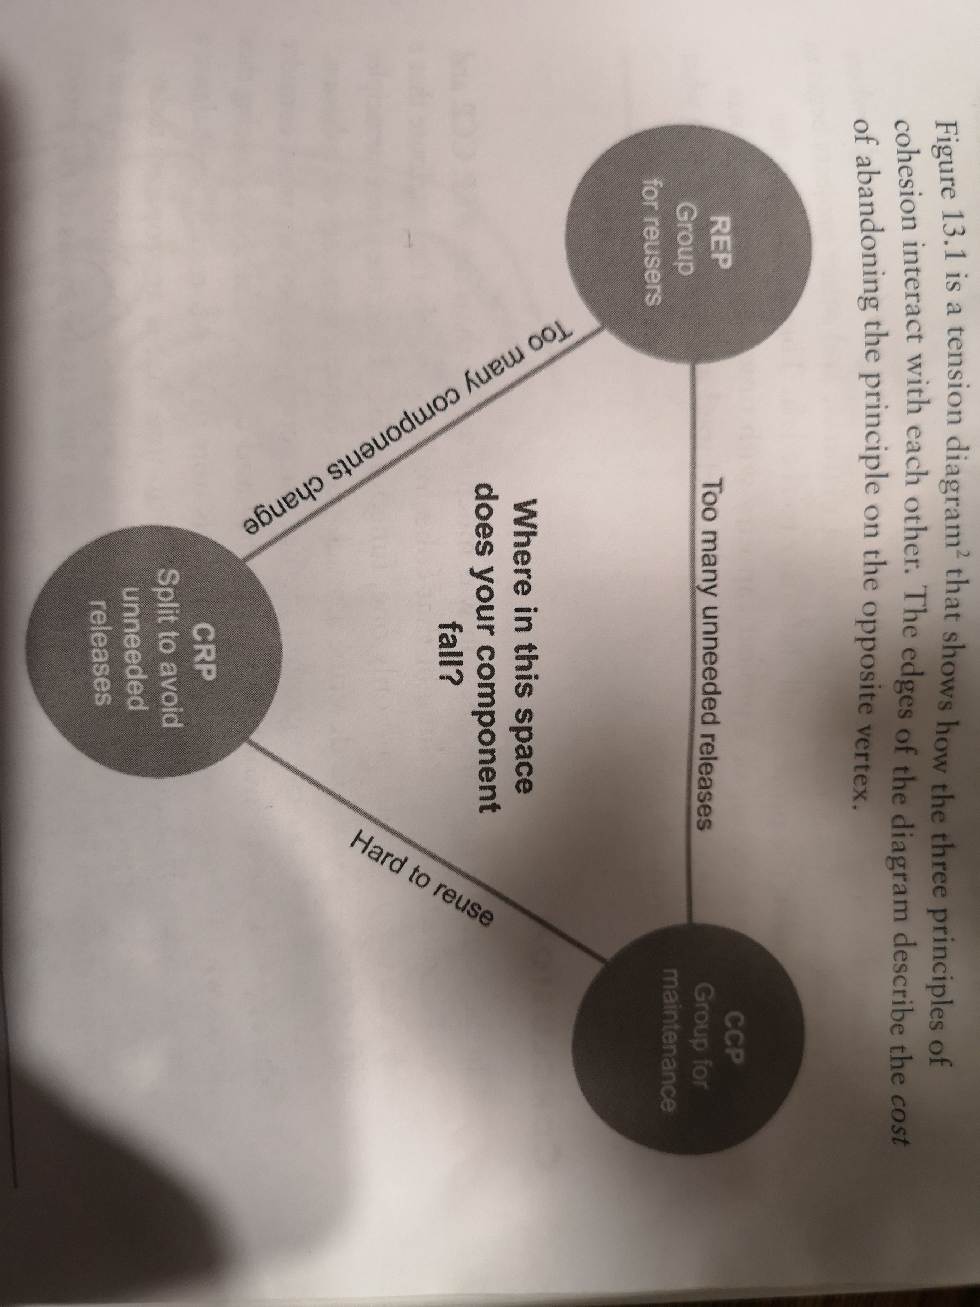 Figure 13.1 is a tension diagram² that shows how the three principles of
cohesion interact with each other. The edges of the diagram describe the cost
of abandoning the principle on the opposite vertex.
REP
Group
for reusers
Too many unneeded releases
CCP
Group for
maintenance
Where in this space
does your component
fall?
Too many components change
Hard to reuse
CRP
Split to avoid
unneeded
releases